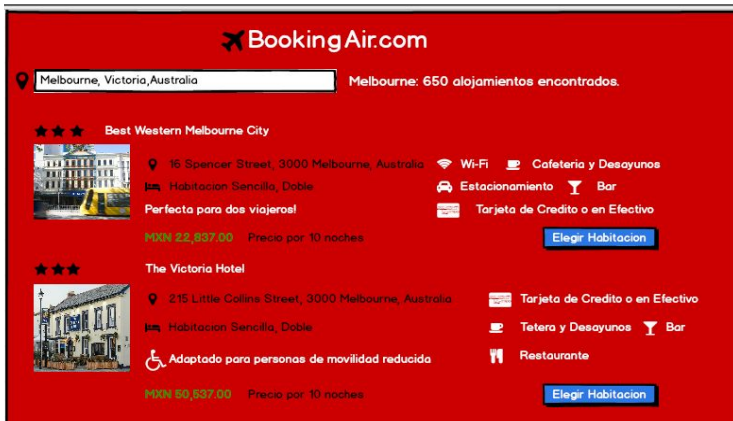 BookingAir.com
Melbourne, Victoria,Australia
Melbourne: 650 alojamientos encontrados.
Best Western Melbourne City
16 Spencer Street, 3000 Melbourne, Australia
Wi-Fi
Cafeteria y Desayunos
Habitacion Sencilla, Doble
Estacionamiento
Bar
Perfecta para dos viajeros!
Tarjeta de Credito o en Efectivo
MXN 22,837.00 Precio por 10 noches
Elegir Habitacion
The Victoria Hotel
215 Little Collins Street, 3000 Melbourne, Australia
Tarjeta de Credito o en Efectivo
Habitacion Sencilla, Doble
Tetera y Desayunos
Bar
Adaptado para personas de movilidad reducida
Restaurante
MXN 50,537.00 Precio por 10 noches
Elegir Habitacion